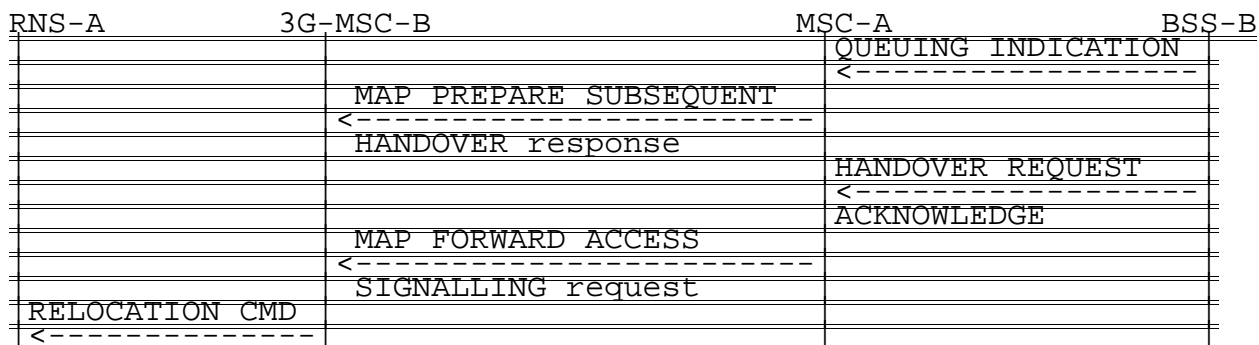 RNS-A 3G-MSC-B MSC-A BSS-B
QUEUING INDICATION
<------------------
MAP PREPARE SUBSEQUENT
<------------------------
HANDOVER response
HANDOVER REQUEST
<------------------
ACKNOWLEDGE
MAP FORWARD ACCESS
<------------------------
SIGNALLING request
RELOCATION CMD
<--------------